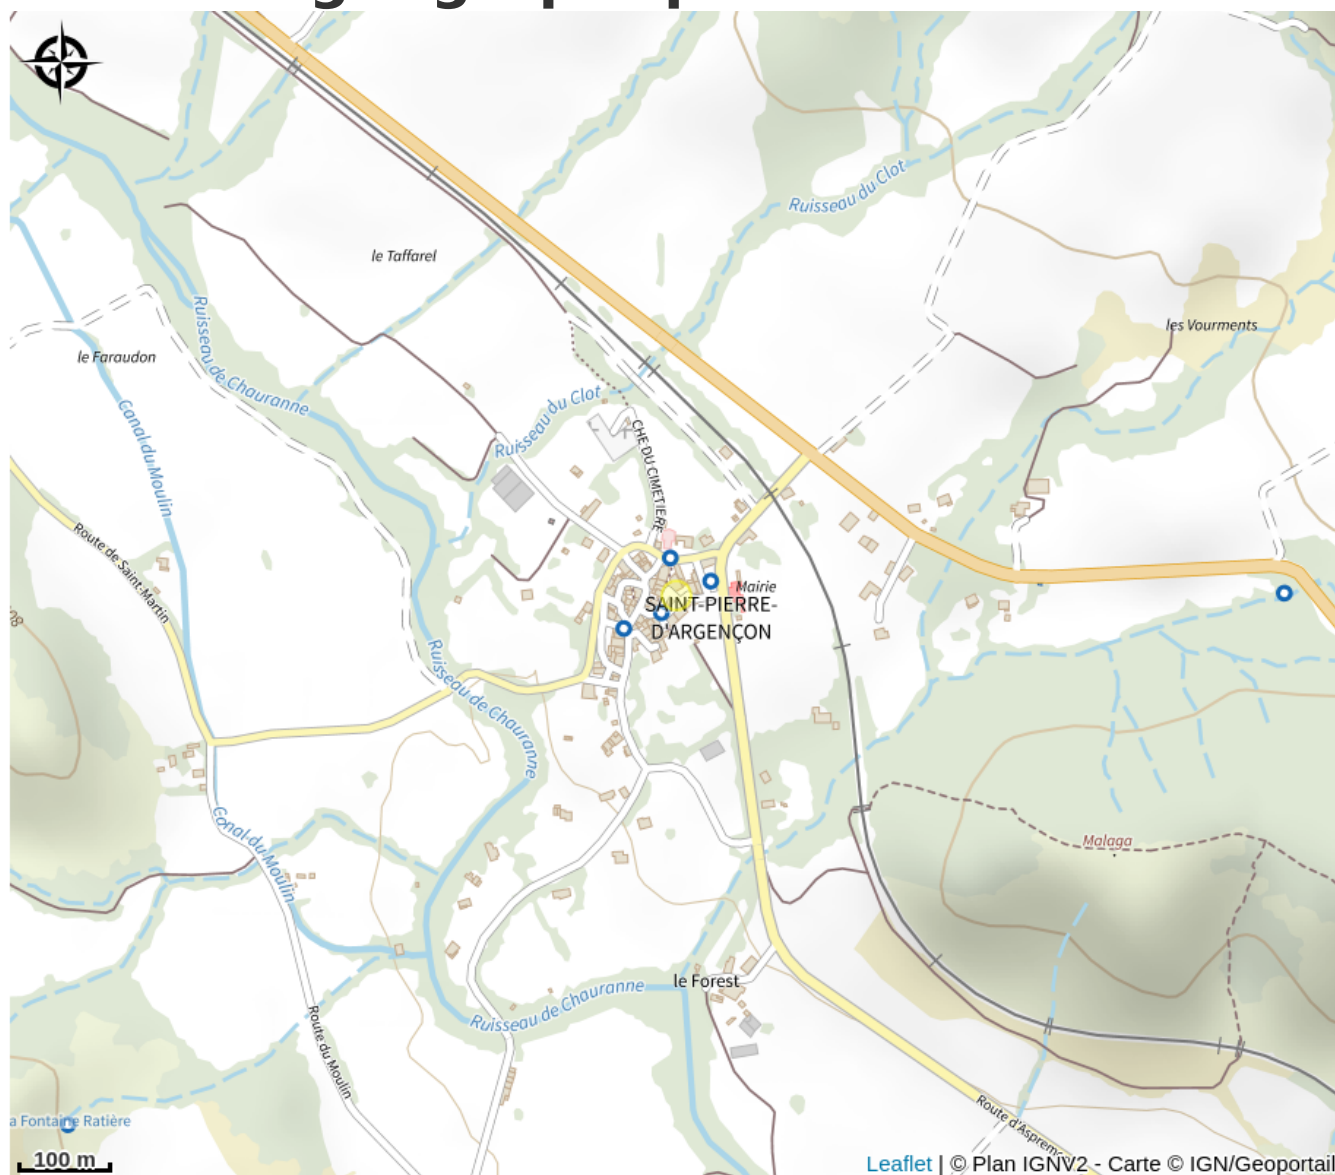 Ruisseau du Clot
le Taffarel
les Vourments
le Faraudon
Ruisseau de Chauranne
Canal du Moulin
Ruisseau du Clot
CHE DU CIMETIERE
Route de Saint-Martin
Mairie
SAINT-PIERRE-
D'ARGENÇON
Ruisseau de Chauranne
Canal du Moulin
Malaga
le Forest
Ruisseau de Chauranne
Route du Moulin
a Fontaine Ratière
Route d'Aspremo
100 m
Leaflet | © Plan IGNV2 - Carte © IGN/Geoportail